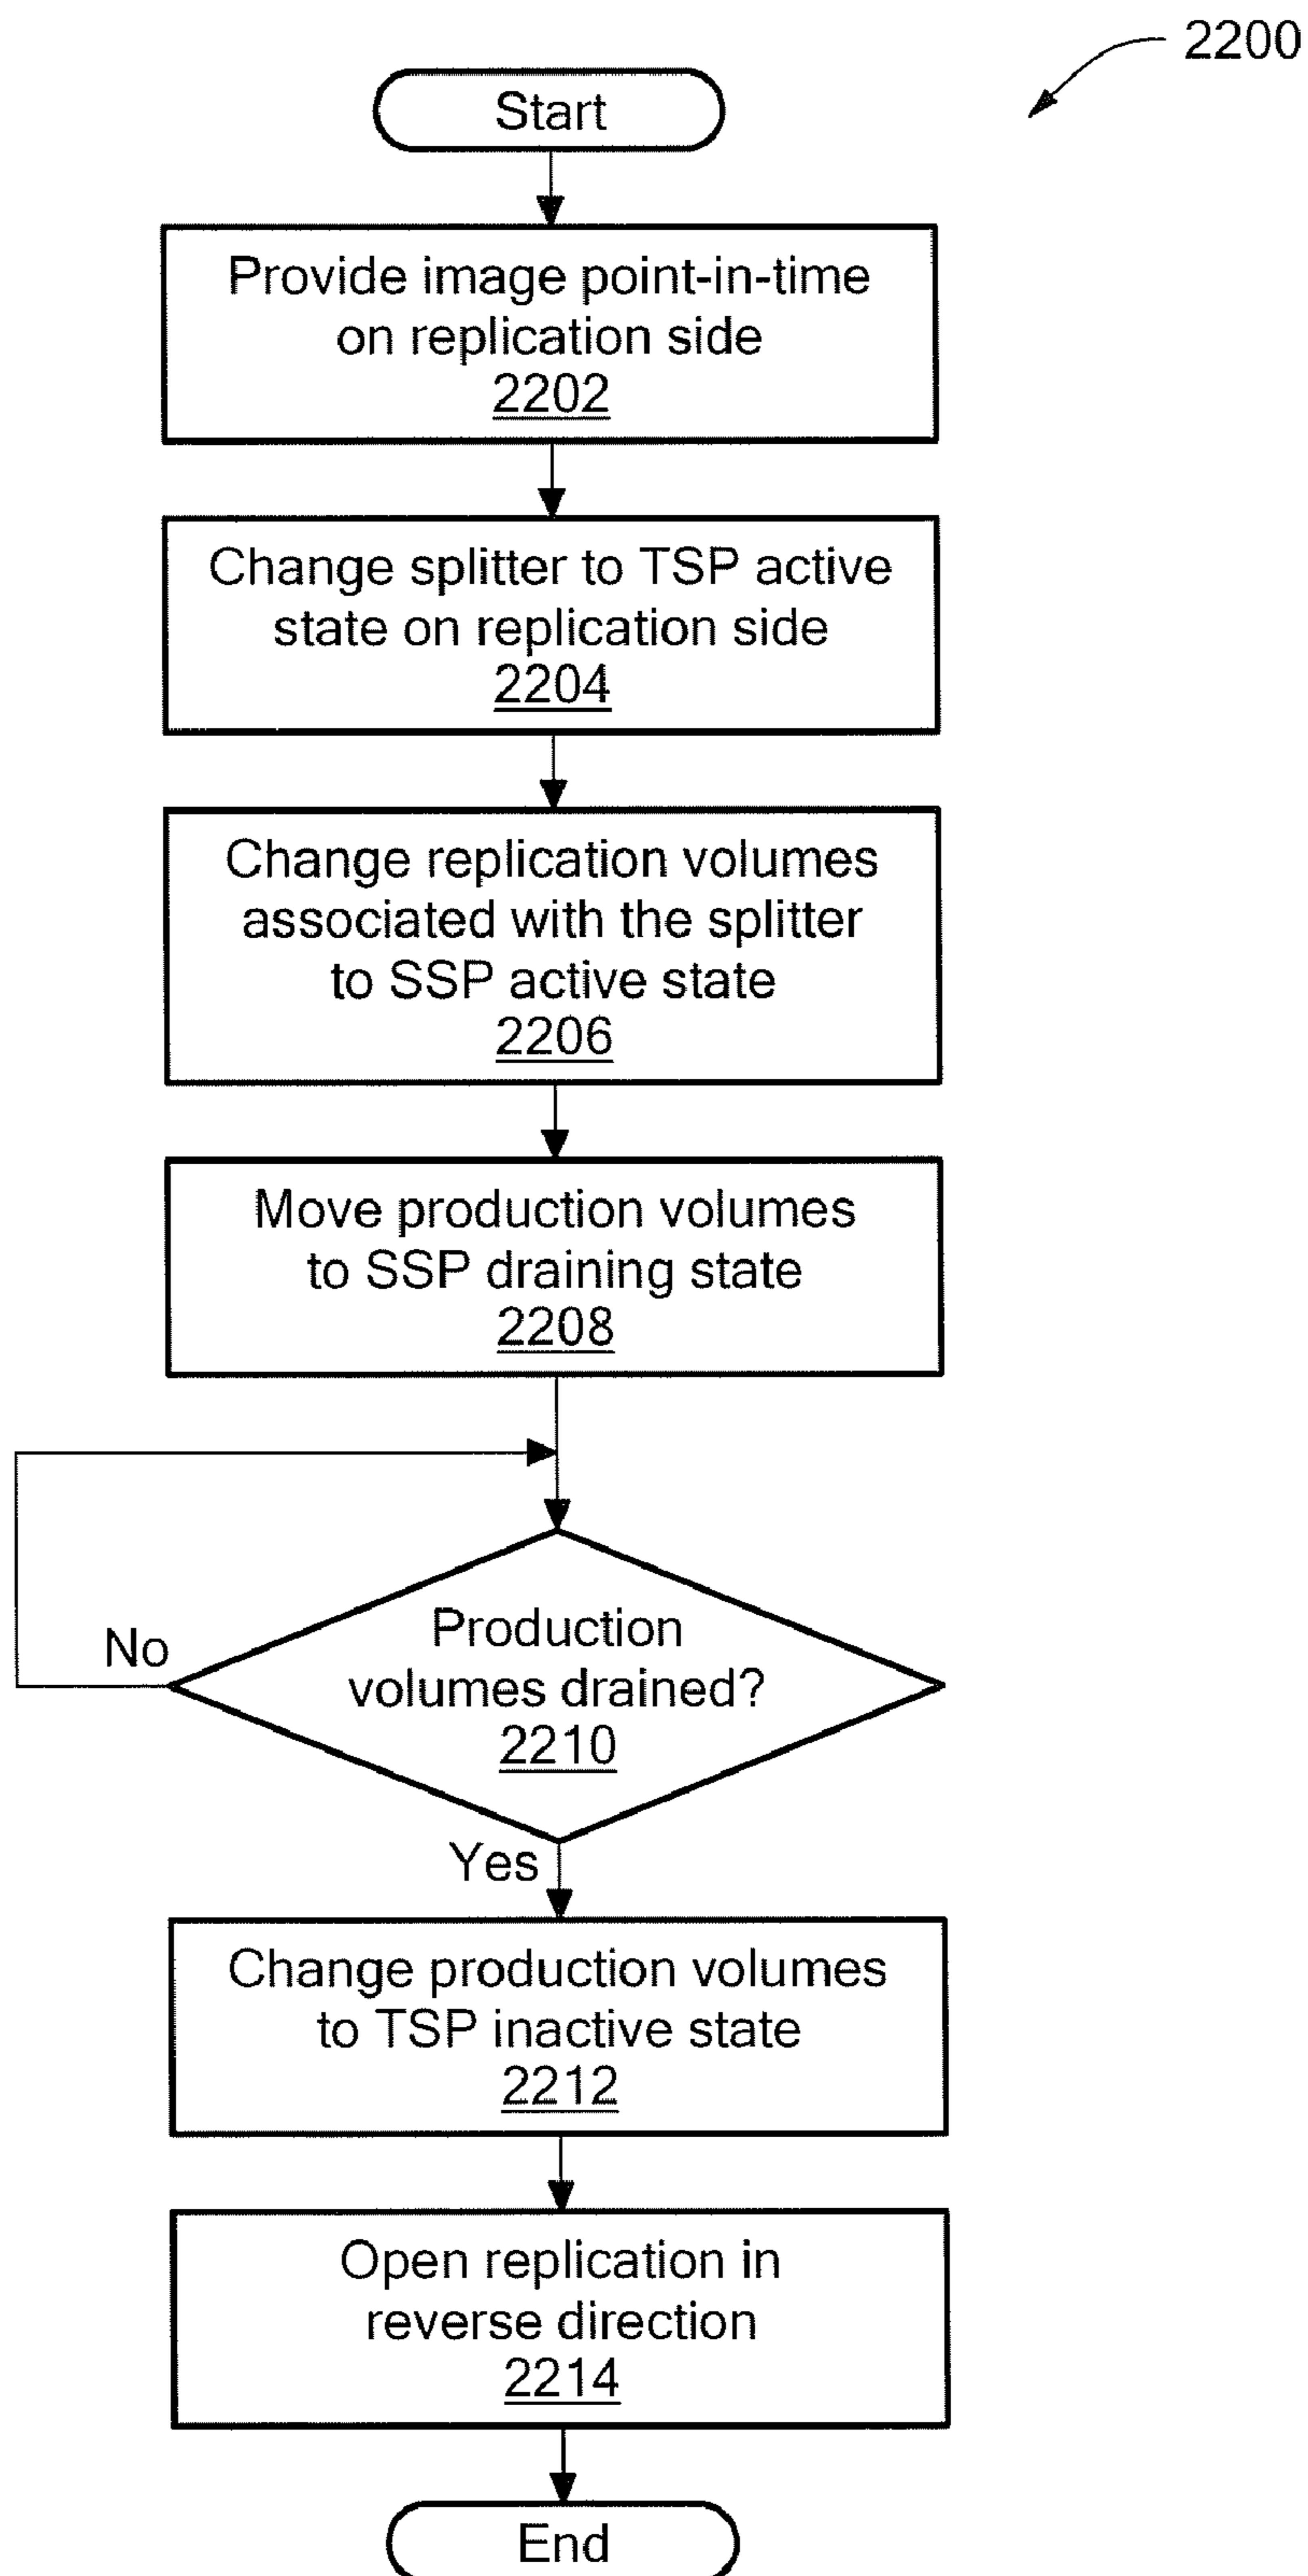 2200
Start
Provide image point-in-time
on replication side
2202
Change splitter to TSP active
state on replication side
2204
Change replication volumes
associated with the splitter
to SSP active state
2206
Move production volumes
to SSP draining state
2208
No
Production
volumes drained?
2210
Yes
Change production volumes
to TSP inactive state
2212
Open replication in
reverse direction
2214
End